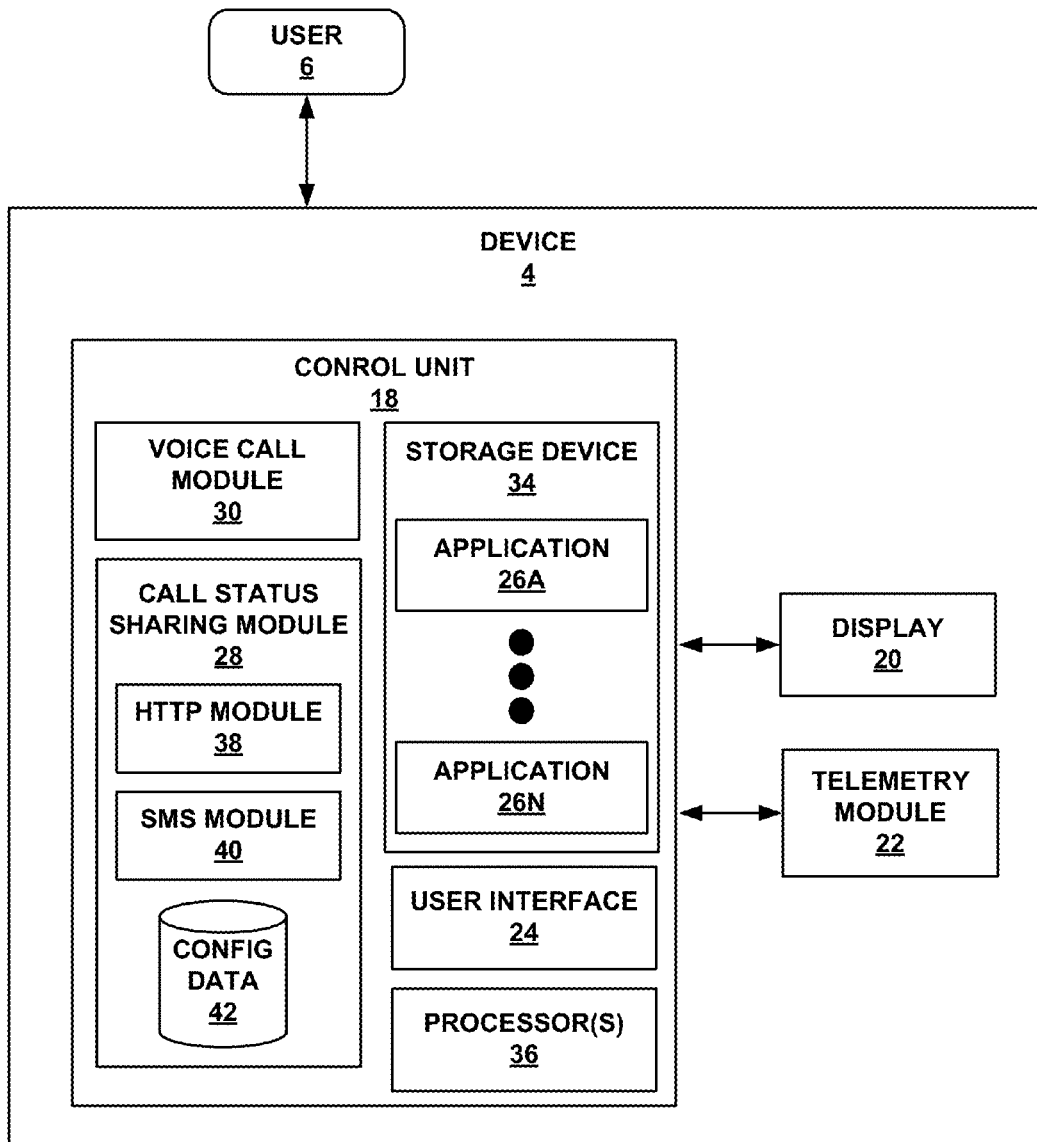 USER
6
DEVICE
4
CONROL UNIT
18
VOICE CALL
MODULE
30
CALL STATUS
SHARING MODULE
28
HTTP MODULE
38
SMS MODULE
40
CONFIG
DATA
42
STORAGE DEVICE
34
APPLICATION
26A
APPLICATION
26N
USER INTERFACE
24
PROCESSOR(S)
36
DISPLAY
20
TELEMETRY
MODULE
22